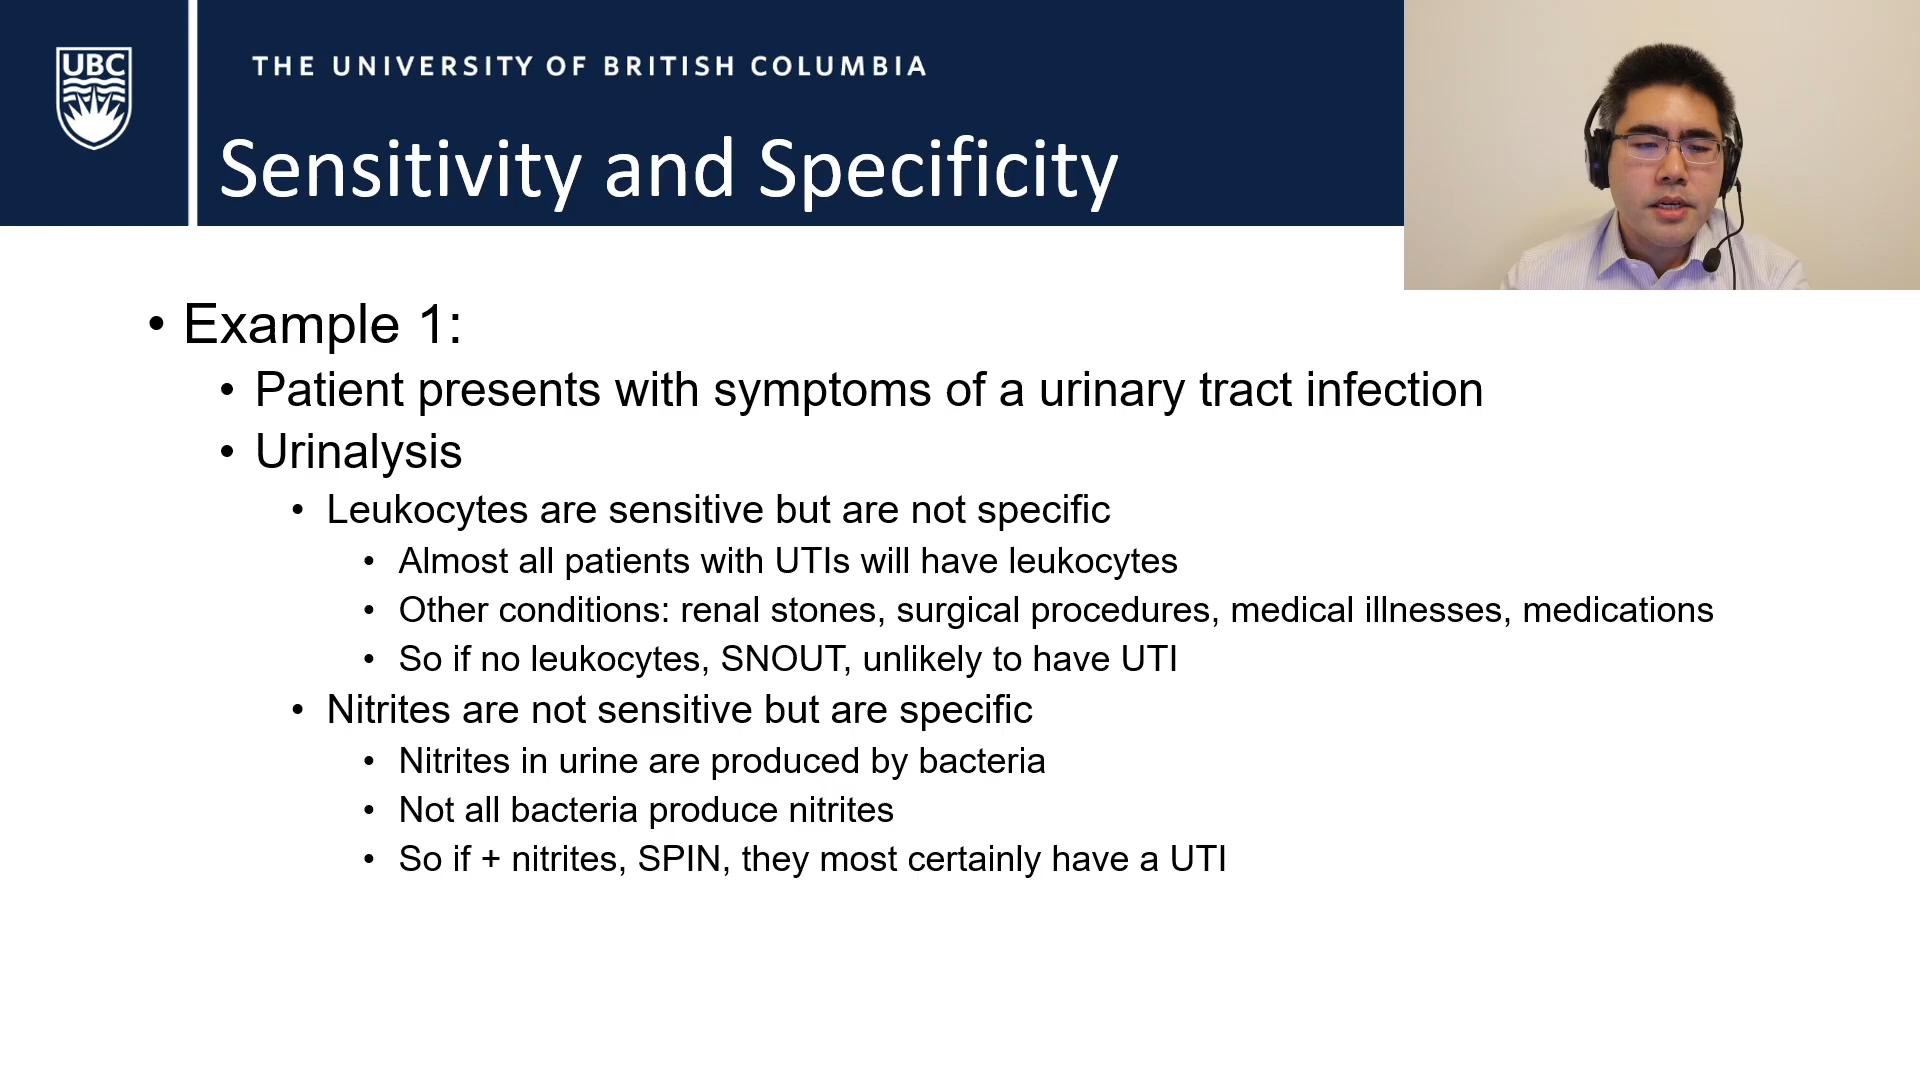 UBC
THE UNIVERSITY OF BRITISH COLUMBIA
Sensitivity and Specificity
• Example 1:
• Patient presents with symptoms of a urinary tract infection
• Urinalysis
• Leukocytes are sensitive but are not specific
• Almost all patients with UTIs will have leukocytes
• Other conditions: renal stones, surgical procedures, medical illnesses, medications
• So if no leukocytes, SNOUT, unlikely to have UTI
• Nitrites are not sensitive but are specific
• Nitrites in urine are produced by bacteria
• Not all bacteria produce nitrites
• So if + nitrites, SPIN, they most certainly have a UTI